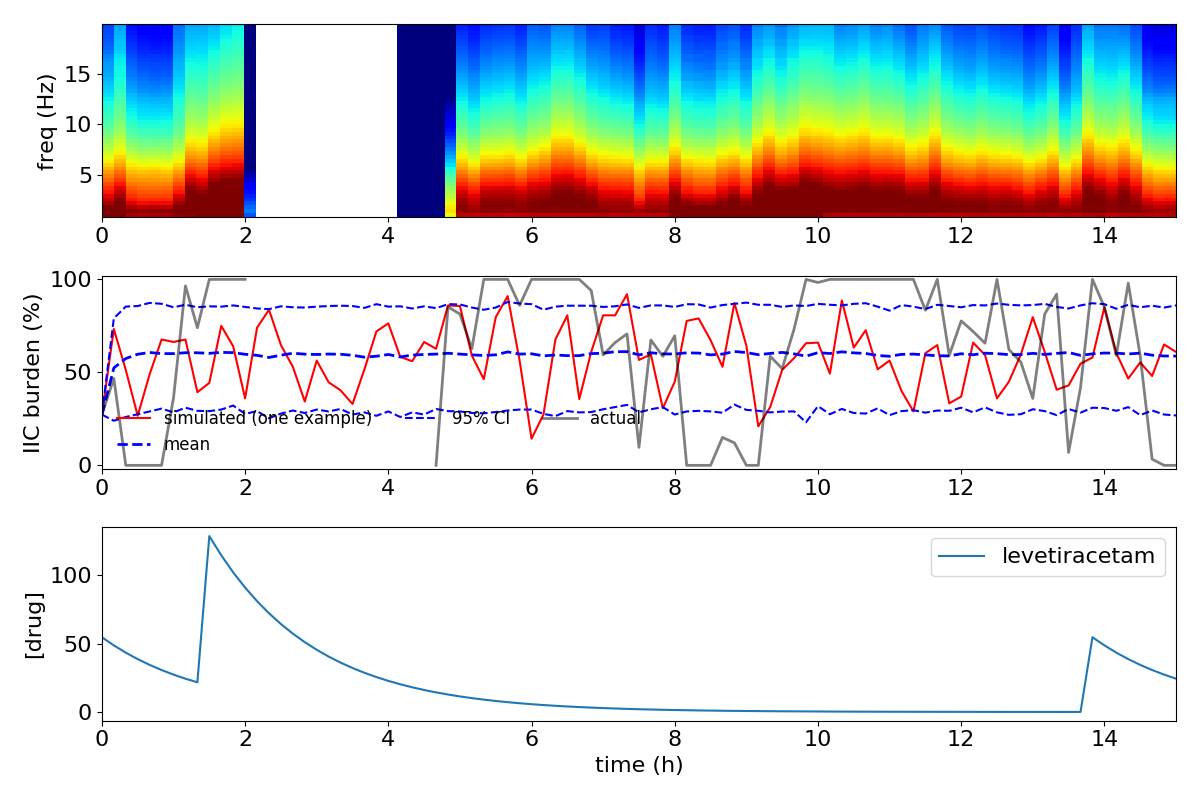 freq (Hz)
15
10
5
0 2 4 6 8 10 12 14
IIC burden (%)
100
50
0
simulated (one example)
mean
95% CI
actual
0 2 4 6 8 10 12 14
[drug]
100
50
0
levetiracetam
0 2 4 6 8 10 12 14
time (h)